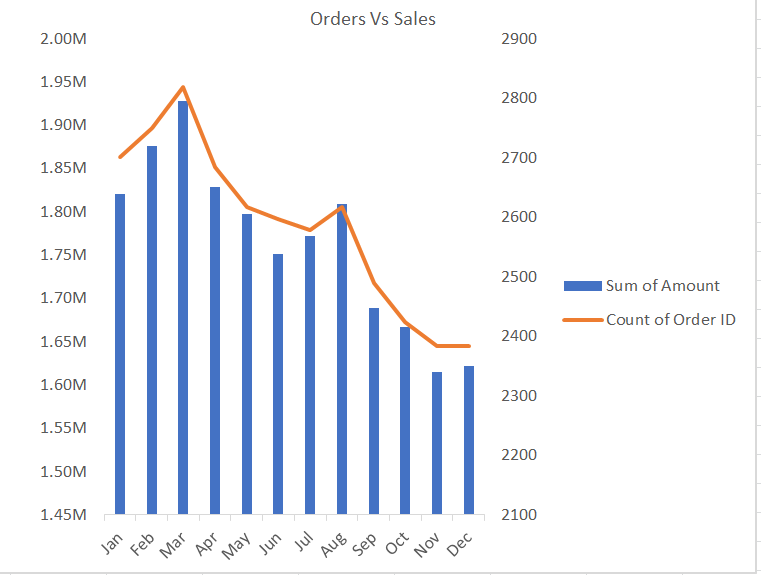 Orders Vs Sales
2.00M
1.95M
1.90M
1.85M
1.80M
1.75M
1.70M
1.65M
1.60M
1.55M
1.50M
1.45M
2900
2800
2700
2600
2500
2400
2300
2200
2100
Jan
Feb
Mar
Apr
May
Jun
Jul
Aug
Sep
Oct
Nov
Dec
Sum of Amount
Count of Order ID